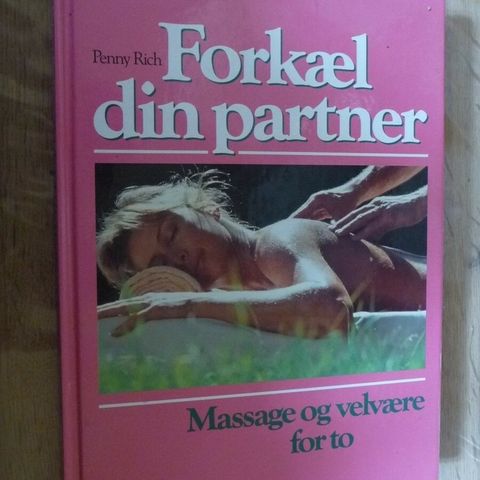 Penny Rich Forkæl
din partner
Massage og velvære
for to